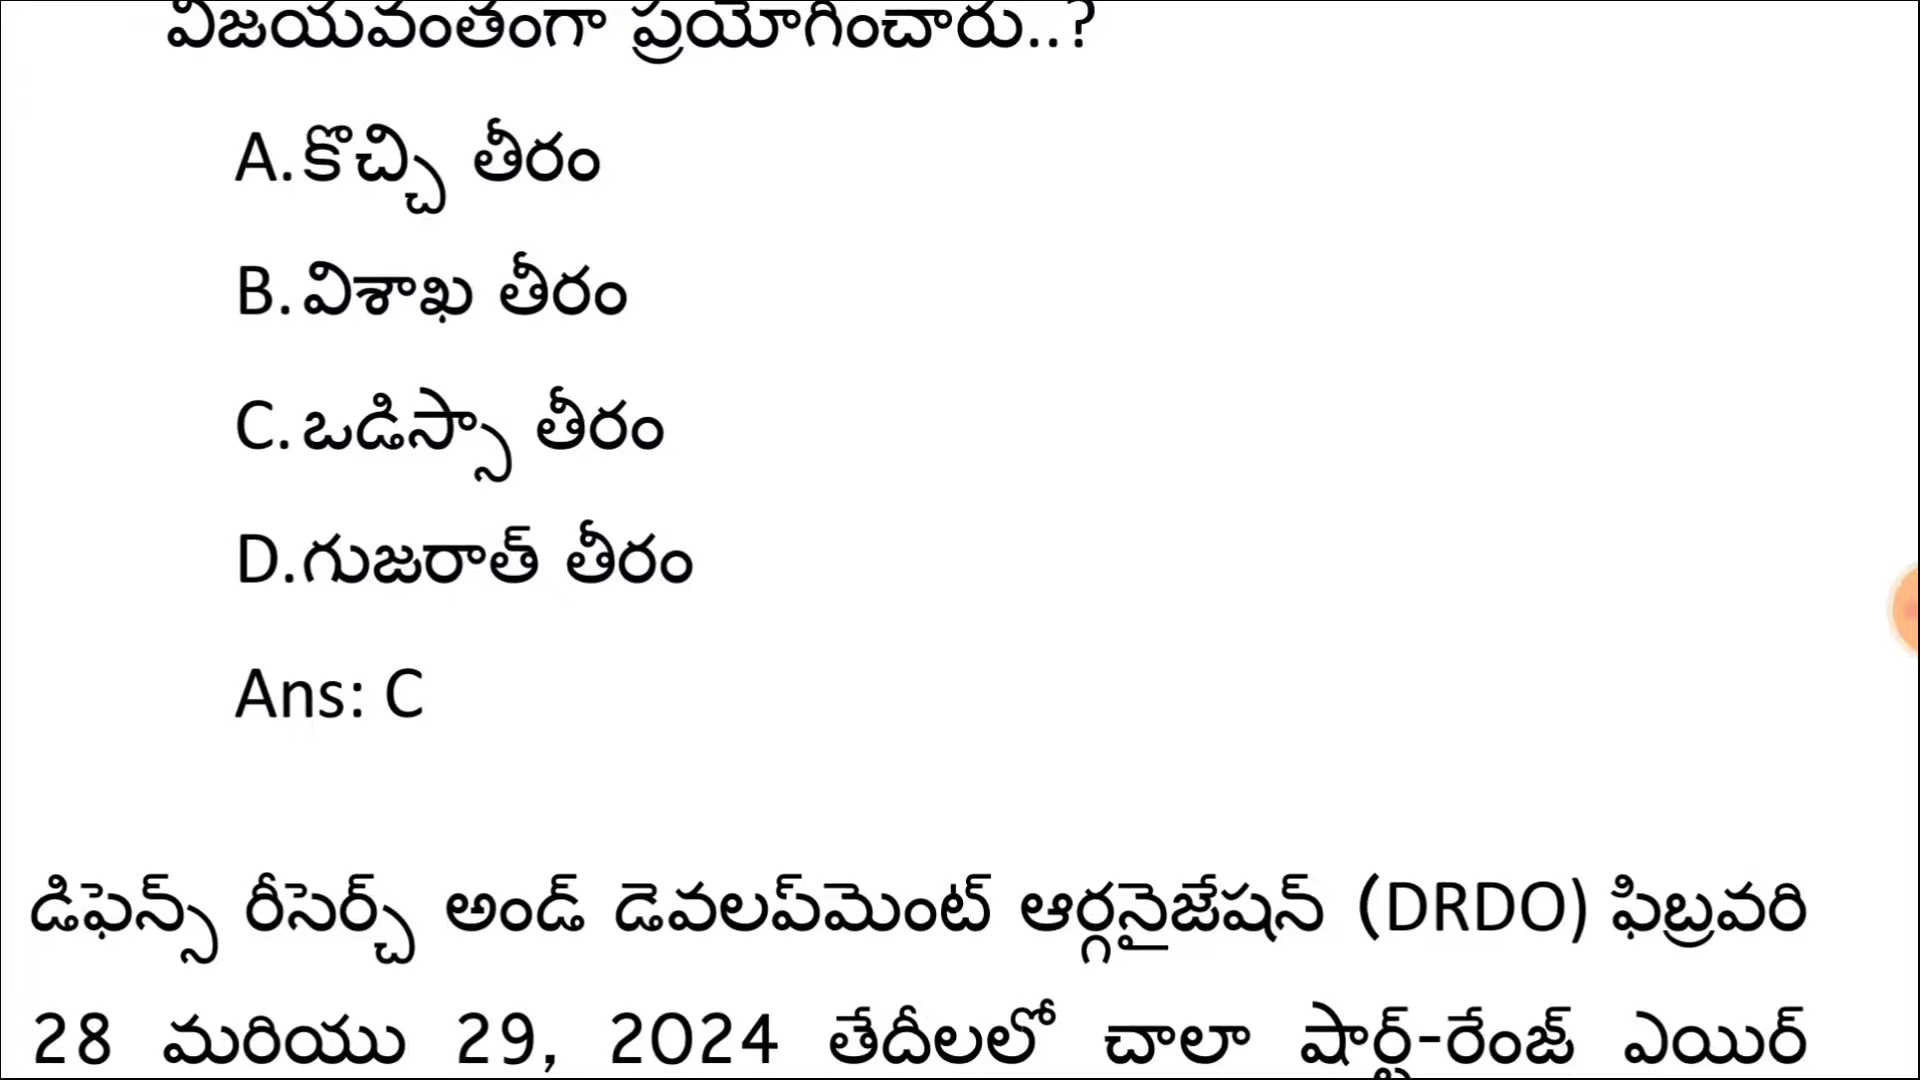 విజయవంతంగా ప్రయోగించారు..?
A. కొచ్చి తీరం
B. విశాఖ తీరం
C. ఒడిస్సా తీరం
D. గుజరాత్ తీరం
Ans: C
డిఫెన్స్ రీసెర్చ్ అండ్ డెవలప్‌మెంట్ ఆర్గనైజేషన్ (DRDO) ఫిబ్రవరి
28 మరియు 29, 2024 తేదీలలో చాలా షార్ట్-రేంజ్ ఎయిర్